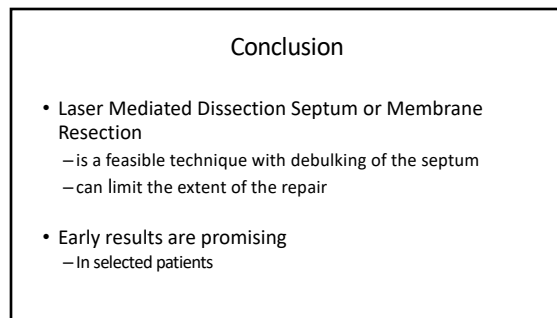 Conclusion
• Laser Mediated Dissection Septum or Membrane
Resection
–is a feasible technique with debulking of the septum
–can limit the extent of the repair
• Early results are promising
–In selected patients